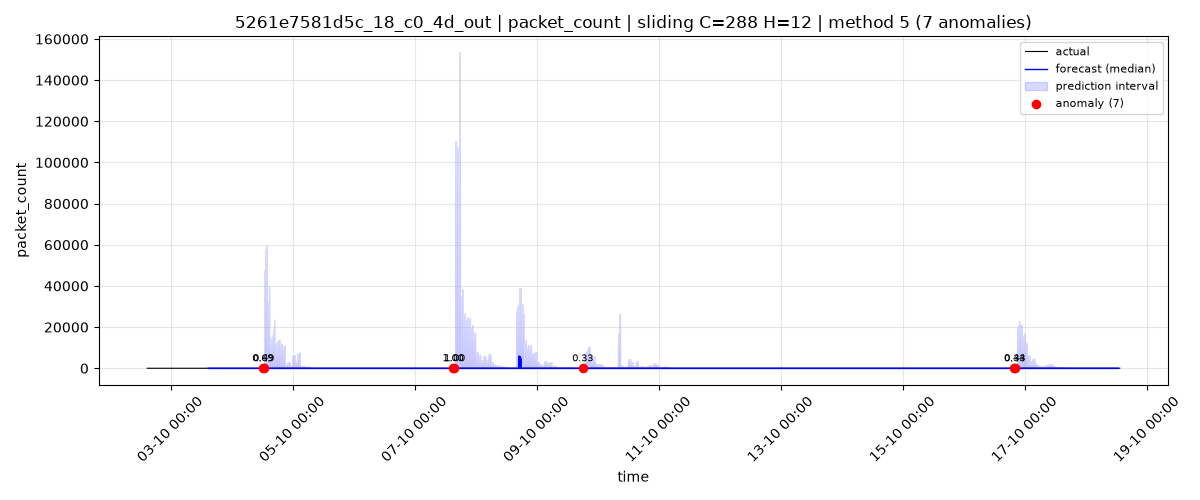 5261e7581d5c_18_c0_4d_out | packet_count | sliding C=288 H=12 | method 5 (7 anomalies)
160000
140000
120000
100000
80000
60000
40000
20000
0
packet_count
actual
forecast (median)
prediction interval
anomaly (7)
0.33
03-10 00:00
05-10 00:00
07-10 00:00
09-10 00:00
11-10 00:00
13-10 00:00
15-10 00:00
17-10 00:00
19-10 00:00
time